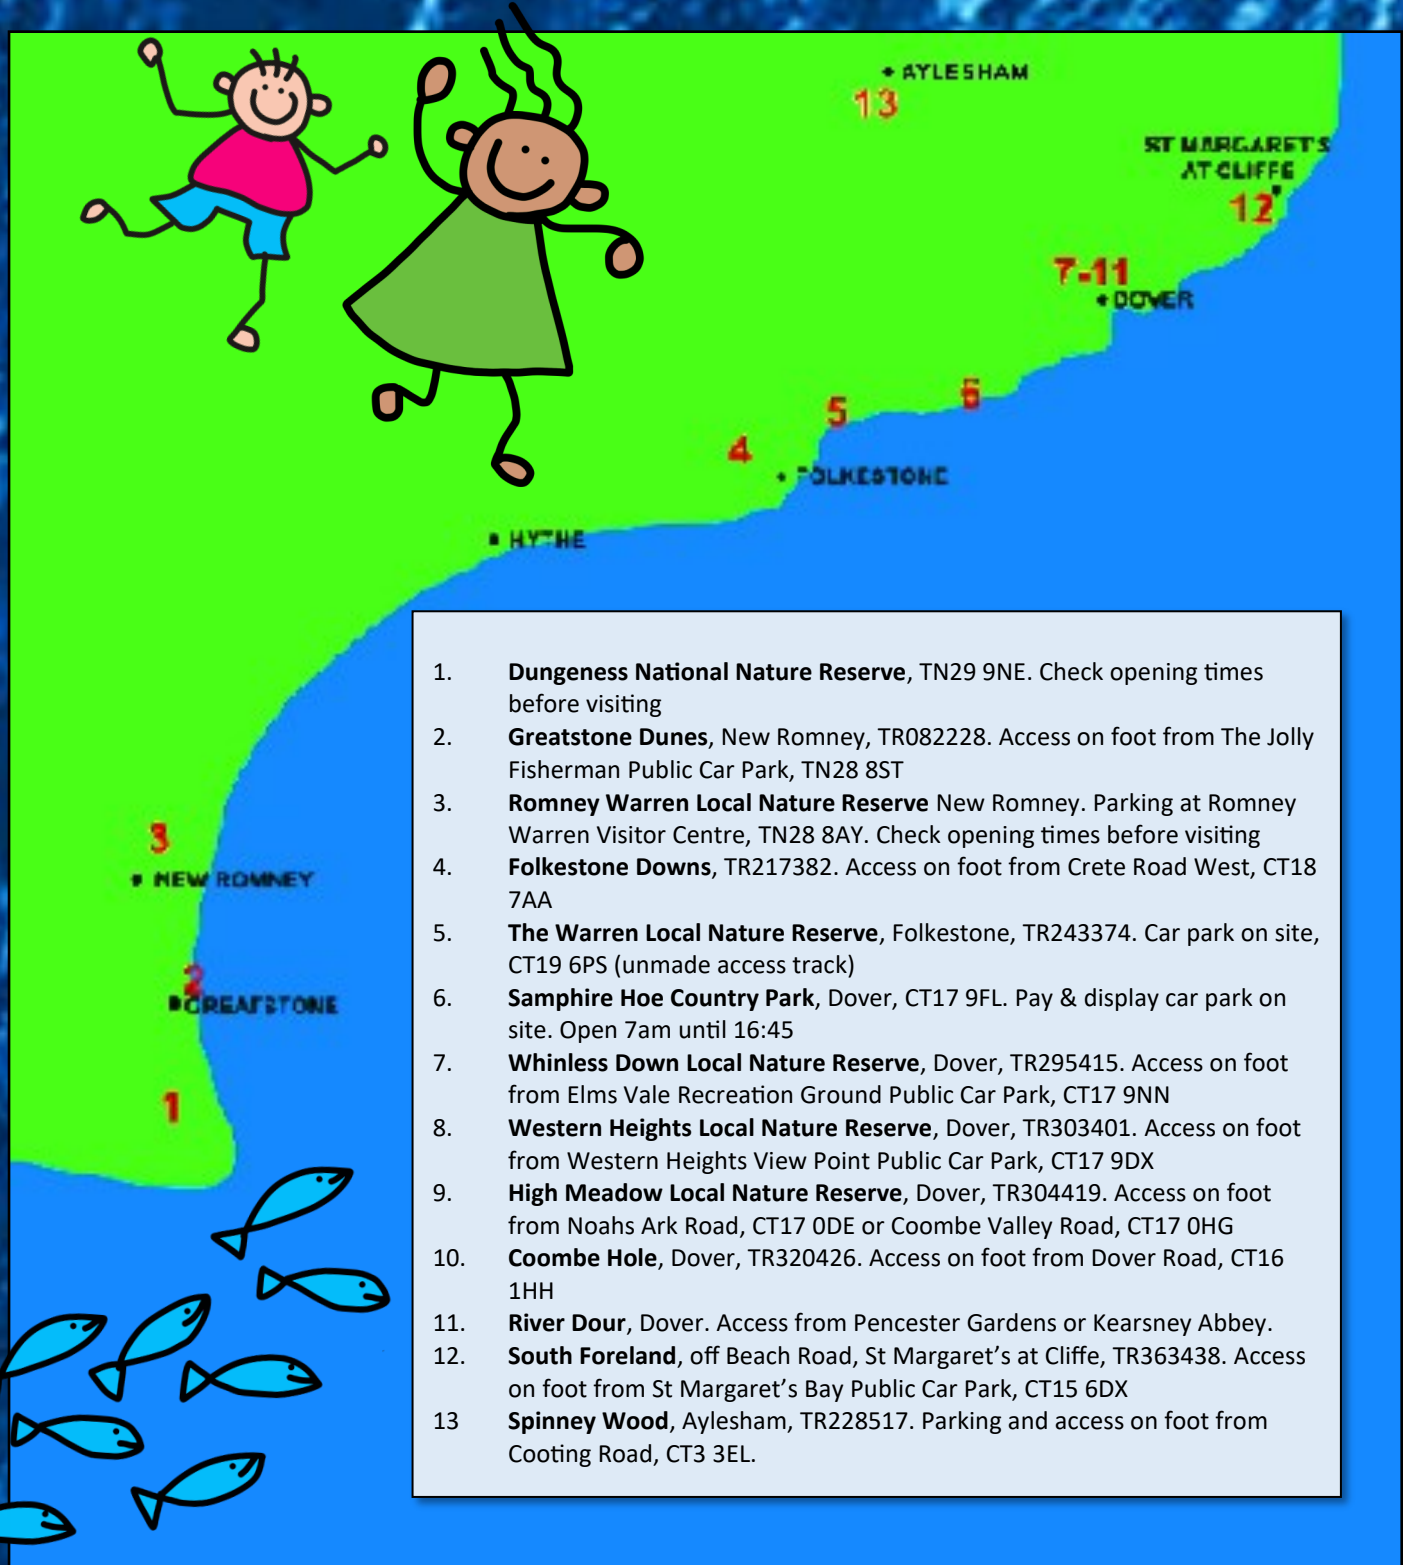 AYLESHAM
13
ST MARGARET'S
AT CLIFFE
12
7-11
DOVER
6
5
4
FOLKESTONE
HYTHE
3
NEW ROMNEY
2
GREATSTONE
1
1. Dungeness National Nature Reserve, TN29 9NE. Check opening times
before visiting
2. Greatstone Dunes, New Romney, TR082228. Access on foot from The Jolly
Fisherman Public Car Park, TN28 8ST
3. Romney Warren Local Nature Reserve New Romney. Parking at Romney
Warren Visitor Centre, TN28 8AY. Check opening times before visiting
4. Folkestone Downs, TR217382. Access on foot from Crete Road West, CT18
7AA
5. The Warren Local Nature Reserve, Folkestone, TR243374. Car park on site,
CT19 6PS (unmade access track)
6. Samphire Hoe Country Park, Dover, CT17 9FL. Pay & display car park on
site. Open 7am until 16:45
7. Whinless Down Local Nature Reserve, Dover, TR295415. Access on foot
from Elms Vale Recreation Ground Public Car Park, CT17 9NN
8. Western Heights Local Nature Reserve, Dover, TR303401. Access on foot
from Western Heights View Point Public Car Park, CT17 9DX
9. High Meadow Local Nature Reserve, Dover, TR304419. Access on foot
from Noahs Ark Road, CT17 0DE or Coombe Valley Road, CT17 0HG
10. Coombe Hole, Dover, TR320426. Access on foot from Dover Road, CT16
1HH
11. River Dour, Dover. Access from Pencester Gardens or Kearsney Abbey.
12. South Foreland, off Beach Road, St Margaret's at Cliffe, TR363438. Access
on foot from St Margaret's Bay Public Car Park, CT15 6DX
13 Spinney Wood, Aylesham, TR228517. Parking and access on foot from
Cooting Road, CT3 3EL.